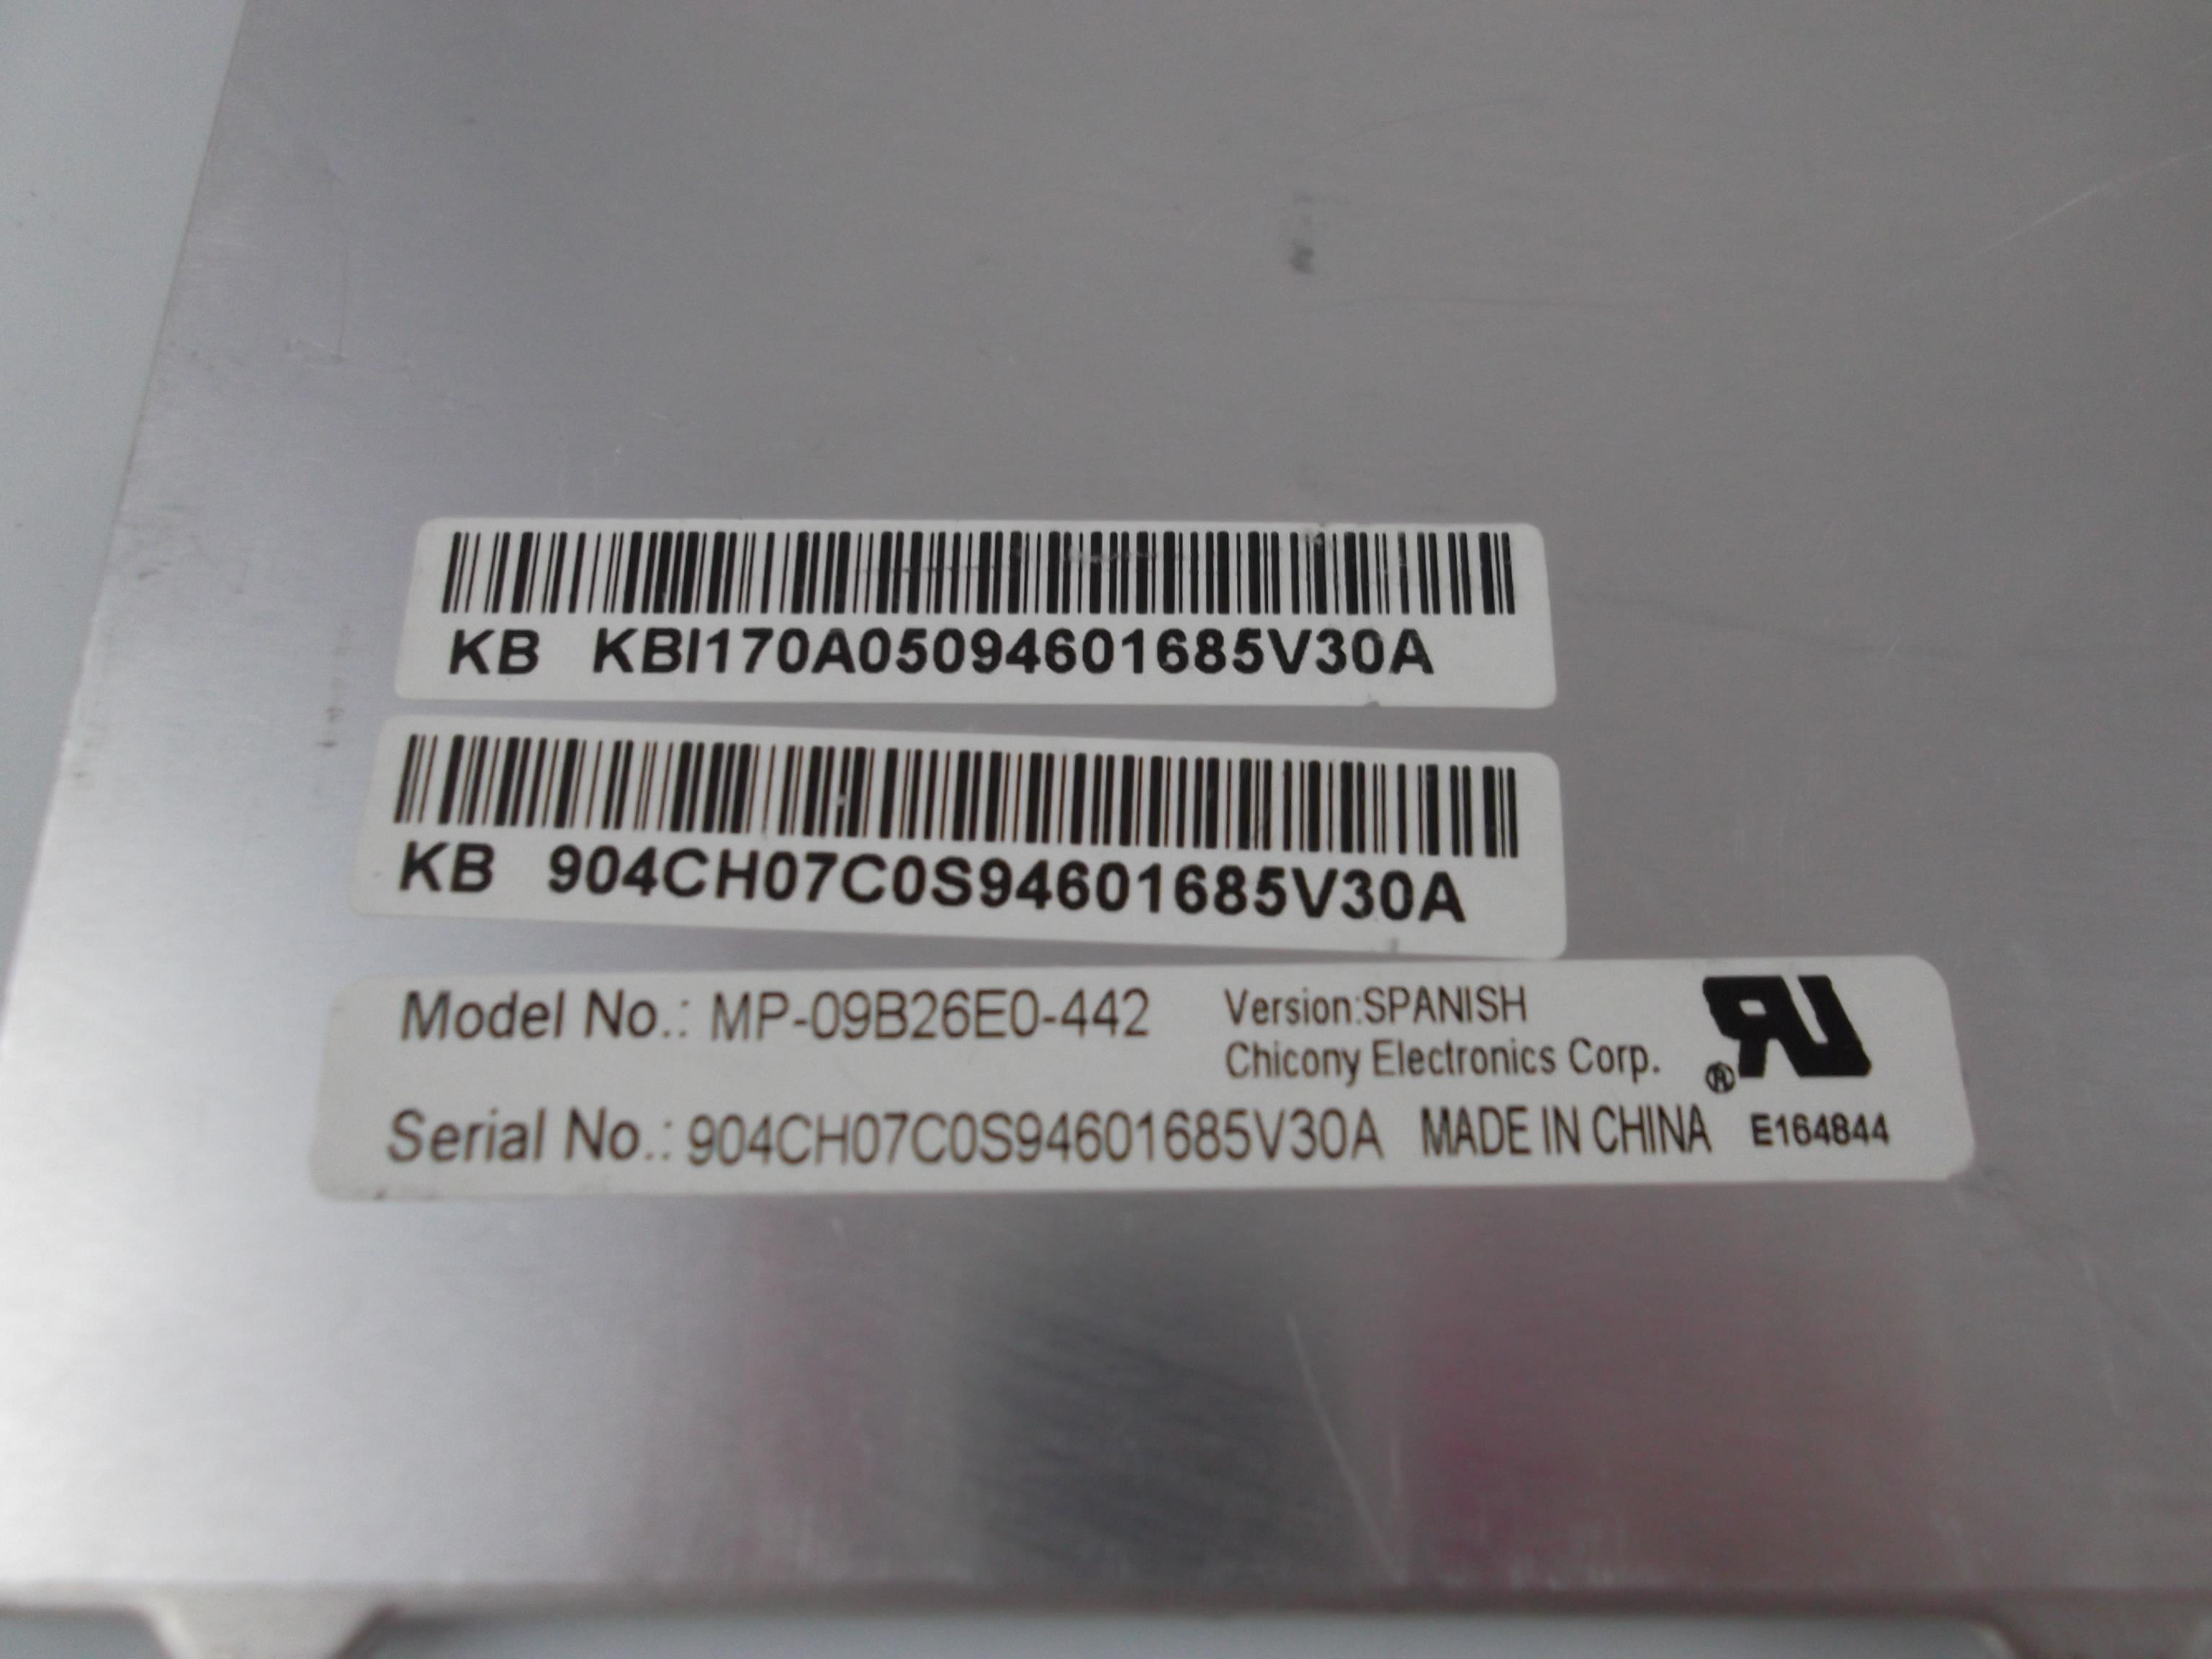 KB KBI170A05094601685V30A
KB 904CH07C0S94601685V30A
Model No.: MP-09B26E0-442 Version:SPANISH
Chicony Electronics Corp. ® RU
Serial No.: 904CH07C0S94601685V30A MADE IN CHINA E164844